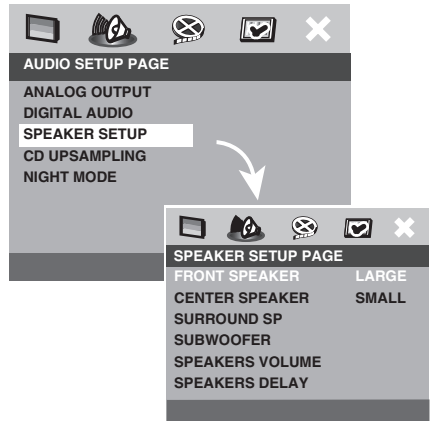 AUDIO SETUP PAGE
ANALOG OUTPUT
DIGITAL AUDIO
SPEAKER SETUP
CD UPSAMPLING
NIGHT MODE
SPEAKER SETUP PAGE
FRONT SPEAKER LARGE
CENTER SPEAKER SMALL
SURROUND SP
SUBWOOFER
SPEAKERS VOLUME
SPEAKERS DELAY